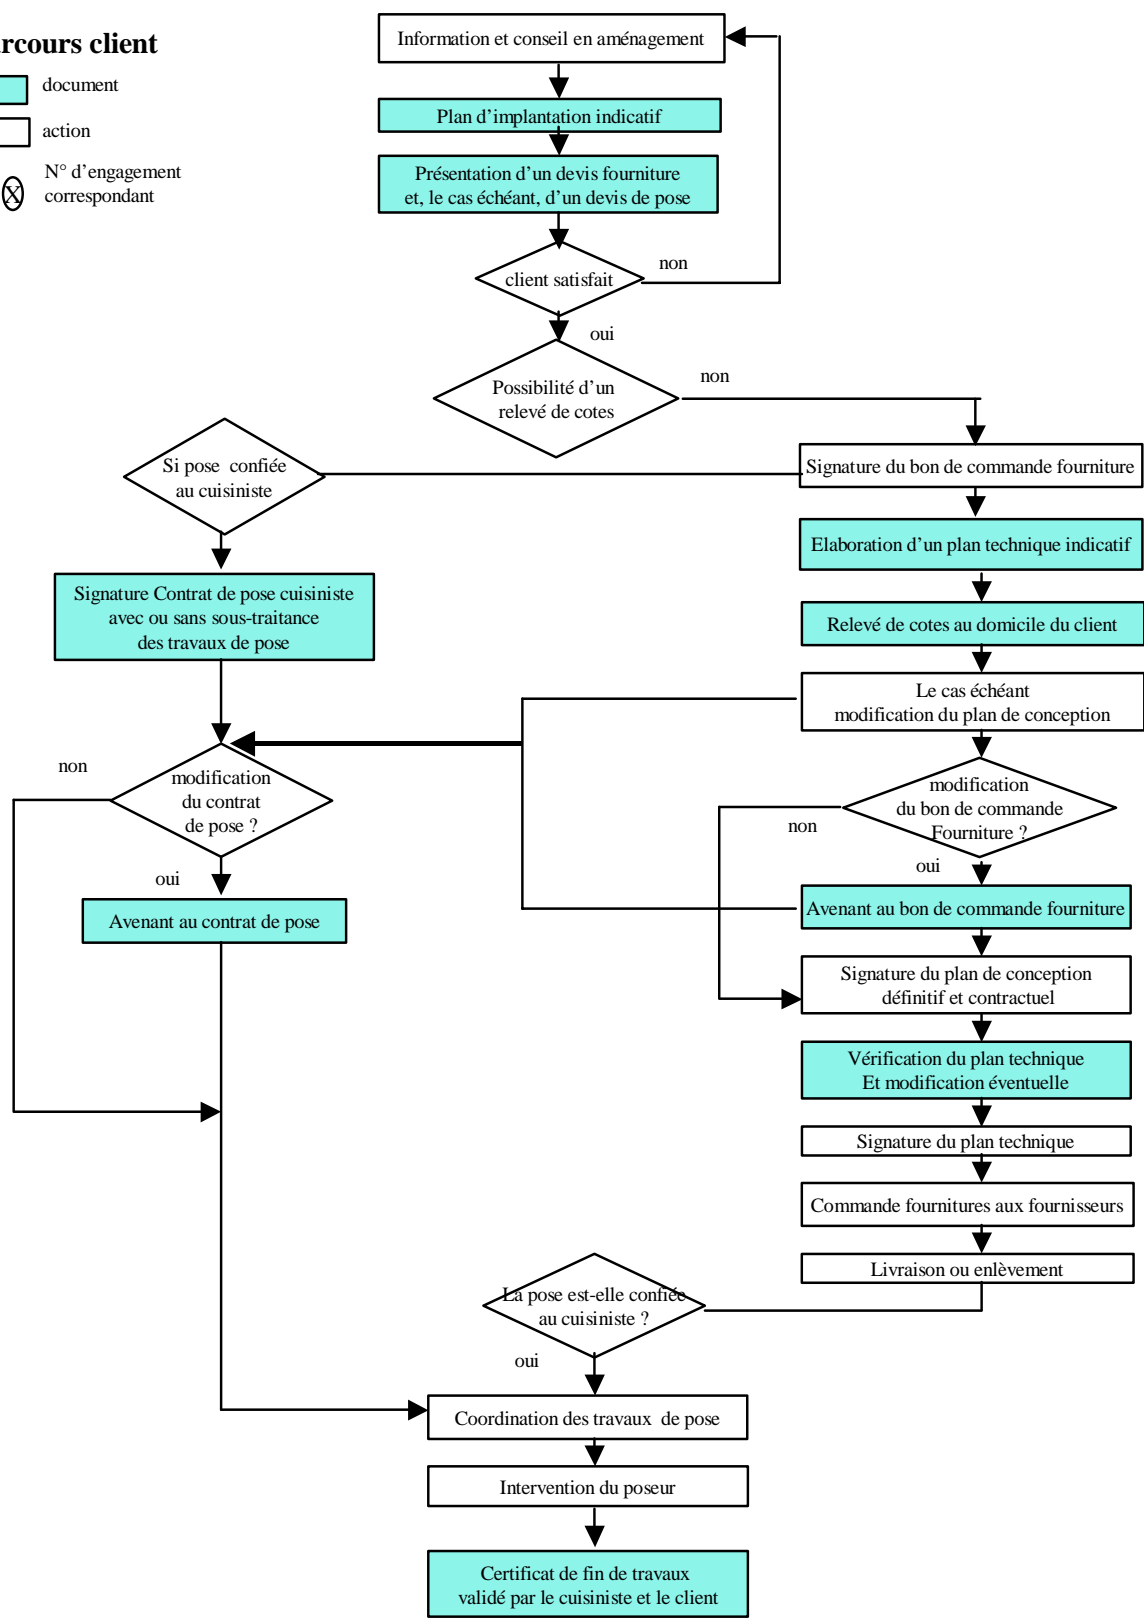 rcours client
document
action
X
N° d'engagement
correspondant
Information et conseil en aménagement
Plan d'implantation indicatif
Présentation d'un devis fourniture
et, le cas échéant, d'un devis de pose
client satisfait
non
oui
Possibilité d'un
relevé de cotes
non
Si pose confiée
au cuisiniste
Signature du bon de commande fourniture
Elaboration d'un plan technique indicatif
Signature Contrat de pose cuisiniste
avec ou sans sous-traitance
des travaux de pose
Relevé de cotes au domicile du client
Le cas échéant
modification du plan de conception
non
modification
du contrat
de pose ?
modification
du bon de commande
Fourniture ?
non
oui
oui
Avenant au contrat de pose
Avenant au bon de commande fourniture
Signature du plan de conception
définitif et contractuel
Vérification du plan technique
Et modification éventuelle
Signature du plan technique
Commande fournitures aux fournisseurs
Livraison ou enlèvement
La pose est-elle confiée
au cuisiniste ?
oui
Coordination des travaux de pose
Intervention du poseur
Certificat de fin de travaux
validé par le cuisiniste et le client